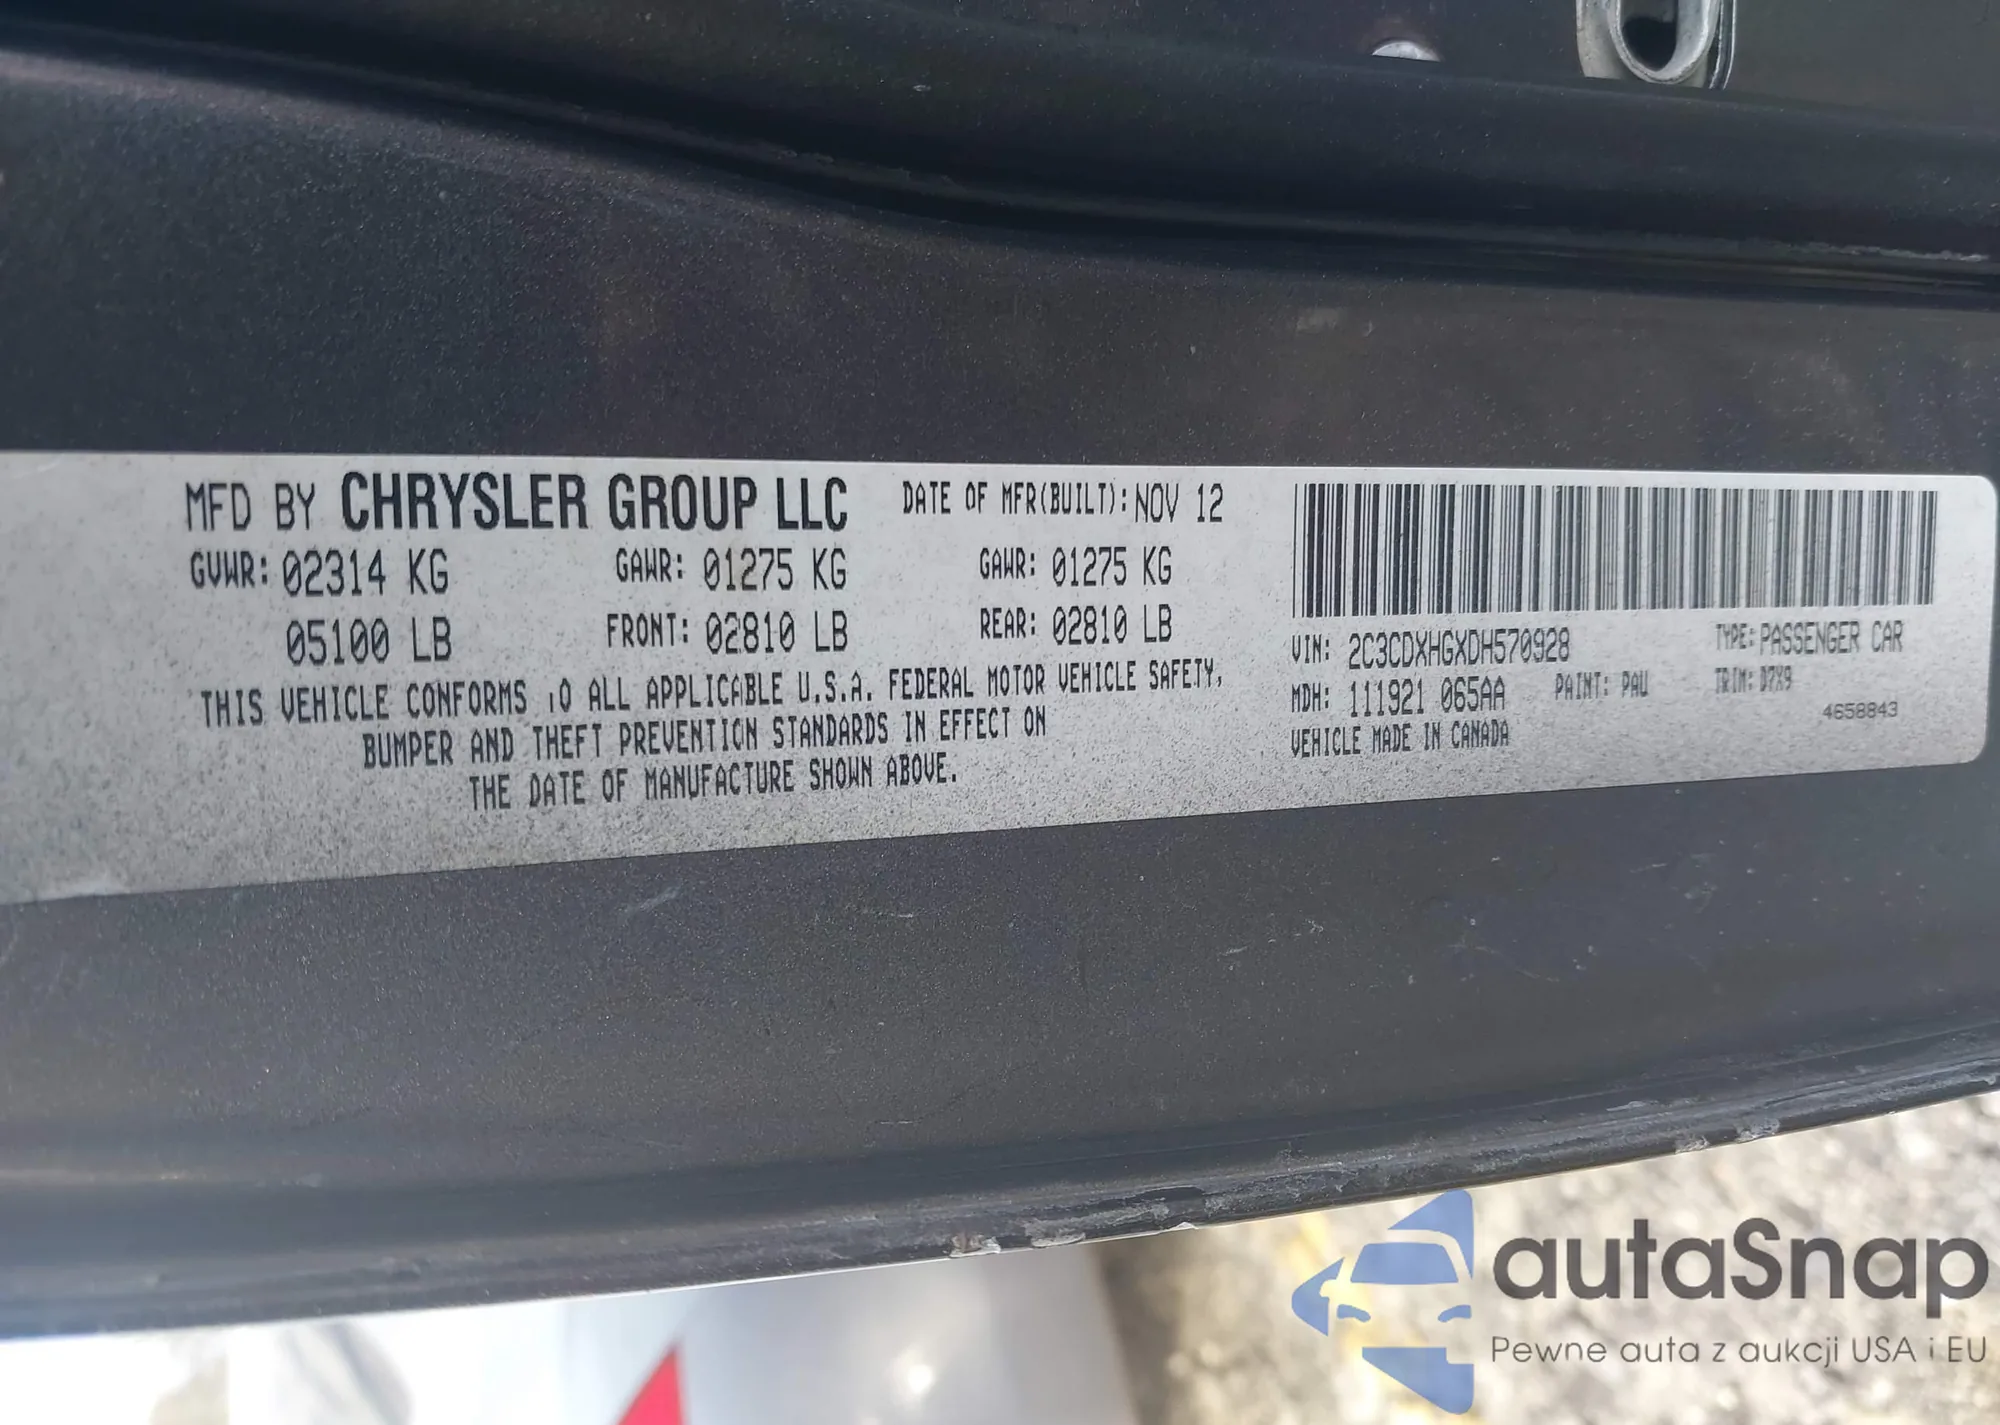 MFD BY CHRYSLER GROUP LLC DATE OF MFR(BUILT): NOV 12
GVWR: 02314 KG GAWR: 01275 KG GAWR: 01275 KG
05100 LB FRONT: 02810 LB REAR: 02810 LB
THIS VEHICLE CONFORMS TO ALL APPLICABLE U.S.A. FEDERAL MOTOR VEHICLE SAFETY,
BUMPER AND THEFT PREVENTION STANDARDS IN EFFECT ON
THE DATE OF MANUFACTURE SHOWN ABOVE.
VIN: 2C3CDXHGXDH570928 TYPE: PASSENGER CAR
MDH: 111921 065AA PAINT: PAU TRIM: D7X9
4658843
VEHICLE MADE IN CANADA
autaSnap
Pewne auta z aukcji USA i EU